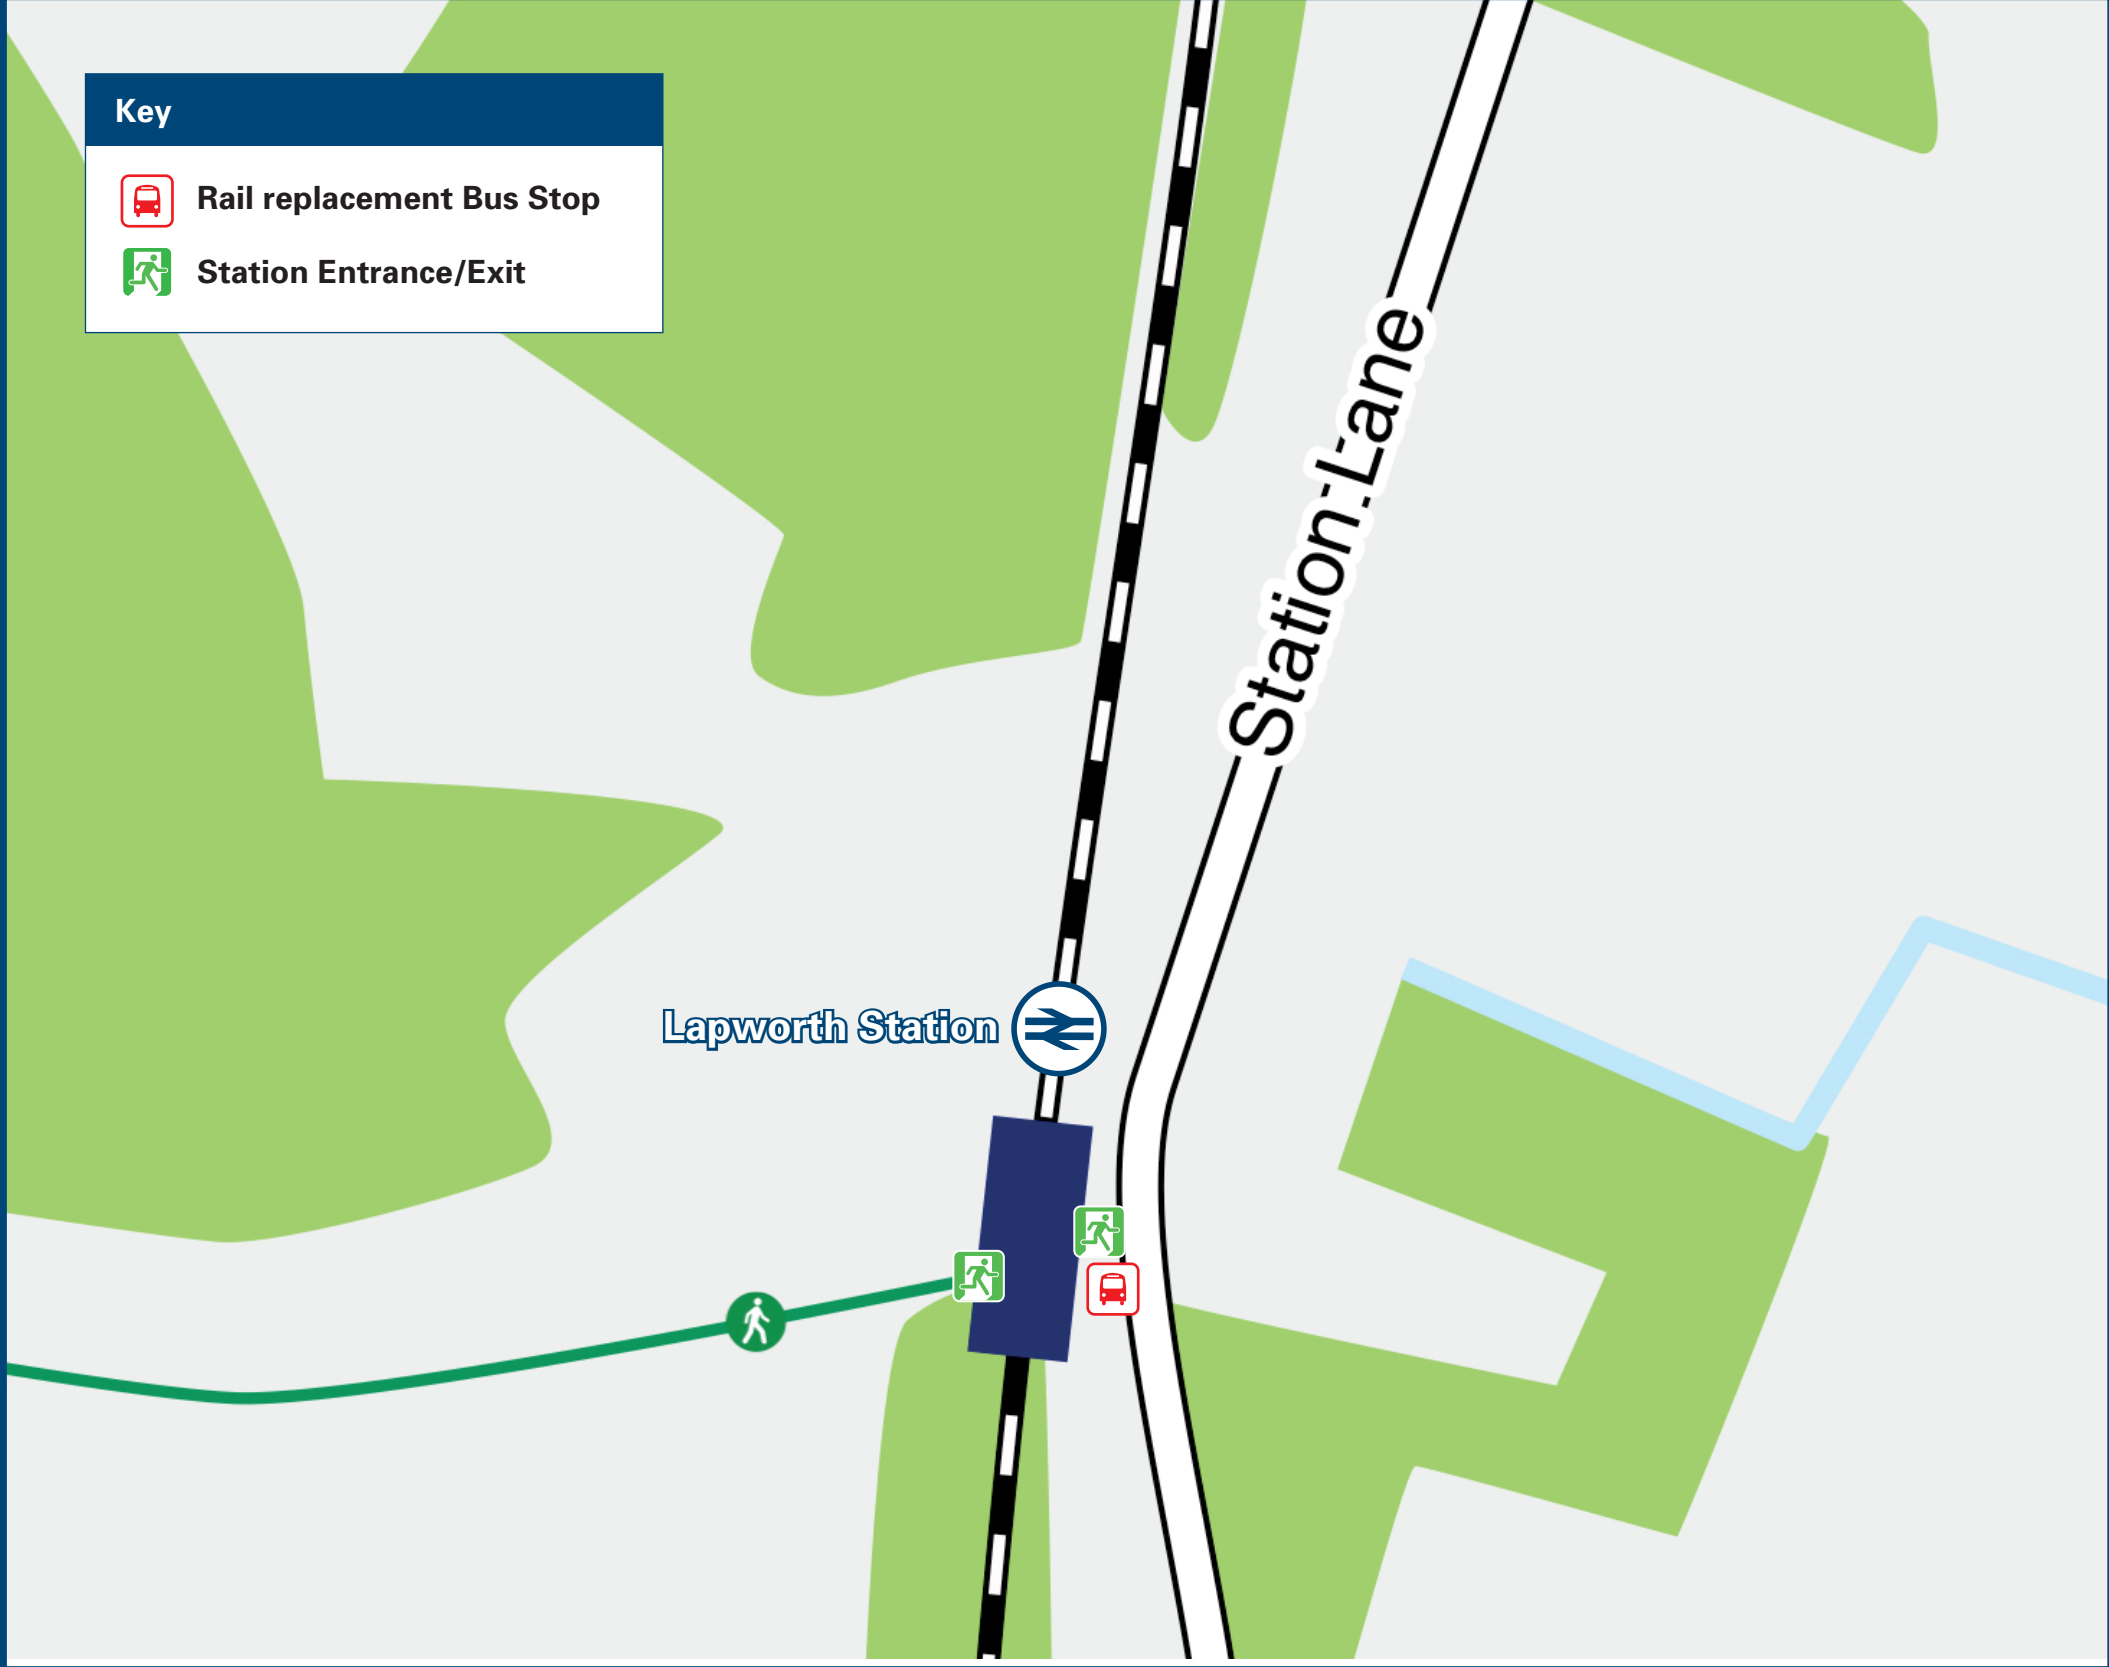 Key
Rail replacement Bus Stop
Station Entrance/Exit
Station Lane
Lapworth Station